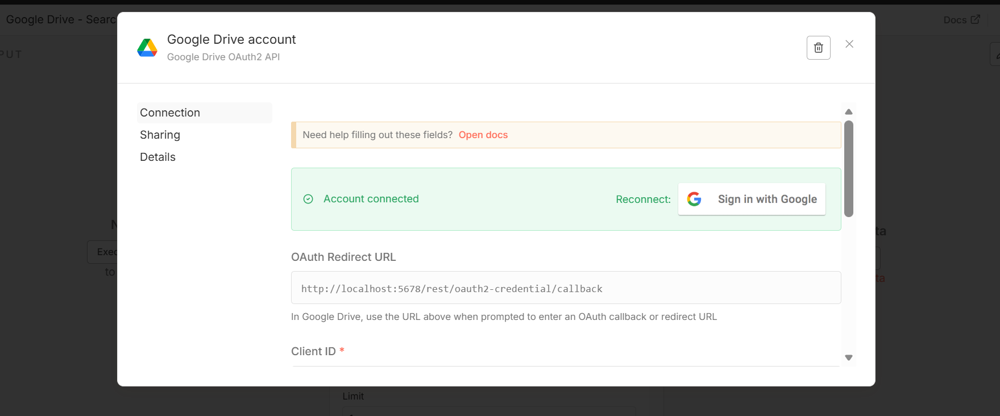 Google Drive - Searc
Docs
PUT
Google Drive account
Google Drive OAuth2 API
Connection
Sharing
Details
Need help filling out these fields? Open docs
Account connected
Reconnect:
Sign in with Google
OAuth Redirect URL
http://localhost:5678/rest/oauth2-credential/callback
In Google Drive, use the URL above when prompted to enter an OAuth callback or redirect URL
Client ID *
N
Exec
to
ta
ta
Limit